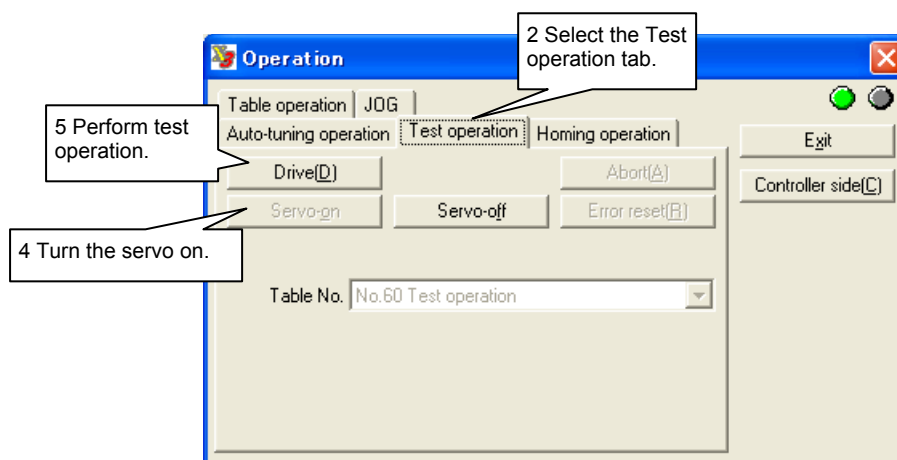 2 Select the Test
operation tab.
Operation
Table operation JOG
5 Perform test
operation.
Auto-tuning operation Test operation Homing operation
Exit
Drive(D) Abort(A)
Controller side(C)
Servo-on Servo-off Error reset(R)
4 Turn the servo on.
Table No. No.60 Test operation